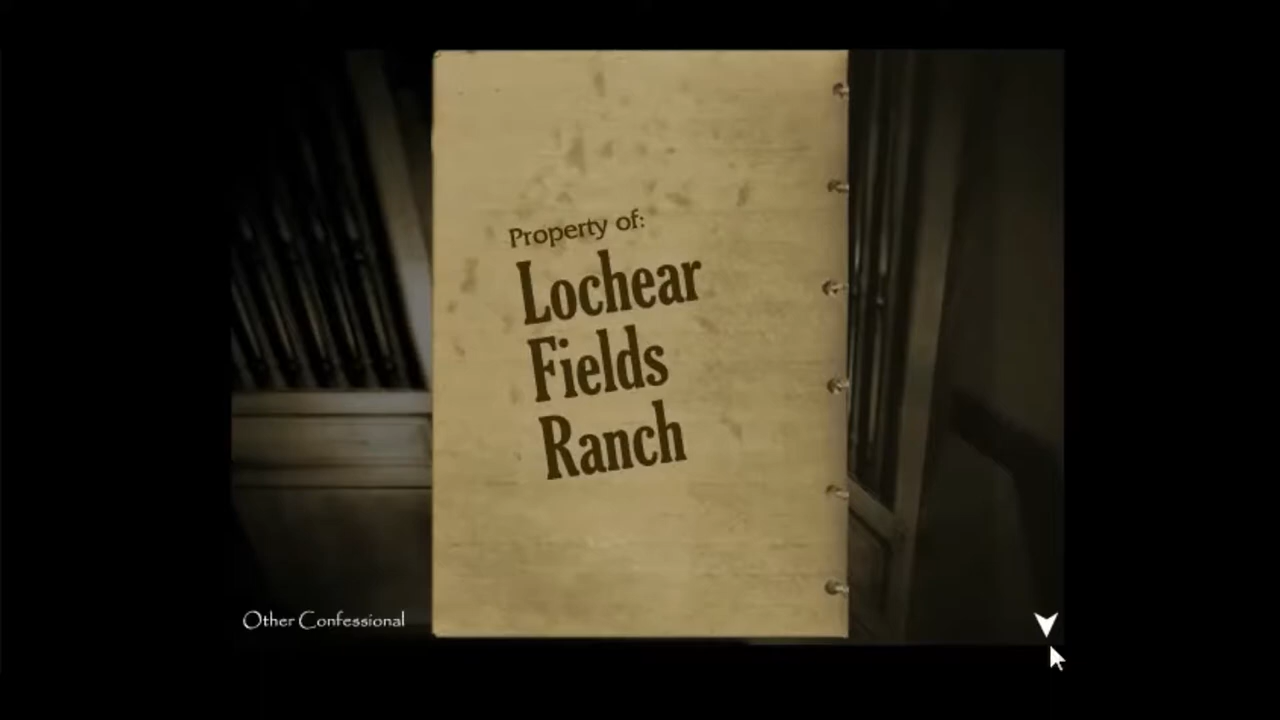 Property of:
Lochear
Fields
Ranch
Other Confessional